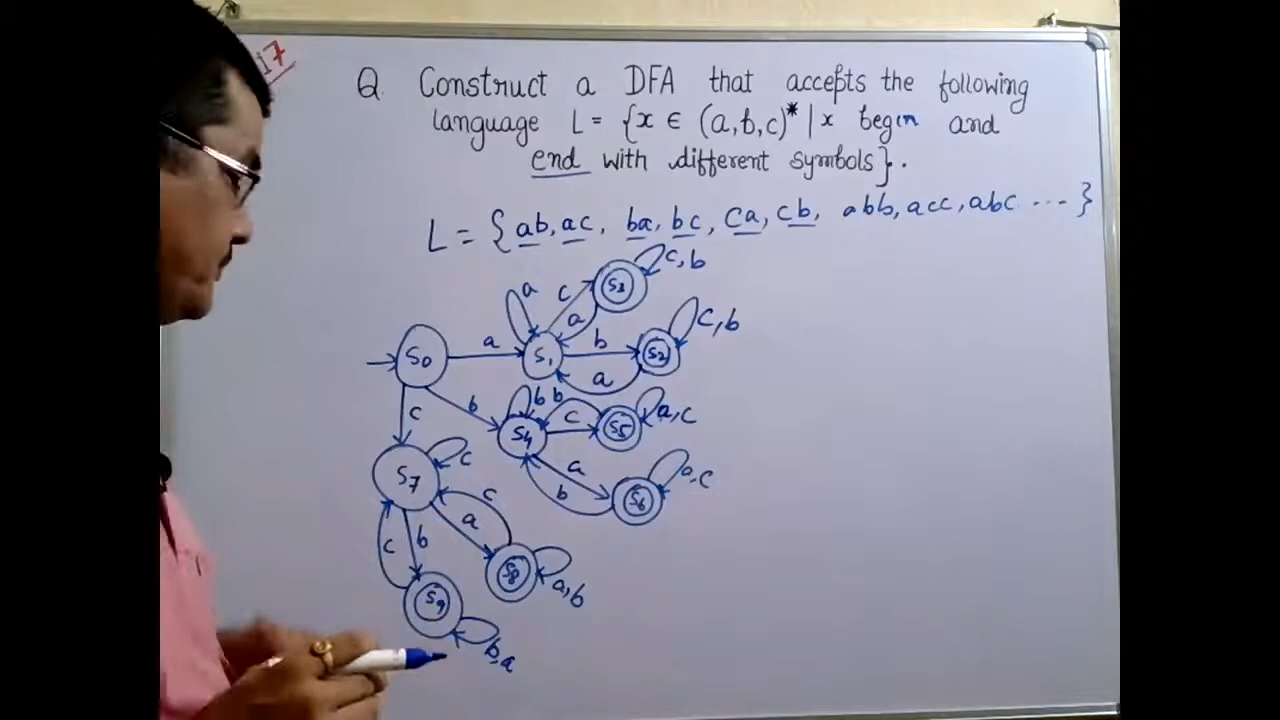 17
Q. Construct a DFA that accepts the following
language L = {x ∈ (a,b,c)* | x begin and
end with different symbols}.
L = {ab, ac, ba, bc, ca, cb, abb, acc, abc ... }
c,b
S3
a
c
a
c,b
S0
a
S1
b
S2
a
c
b
b
b
S4
c
S5
a,c
S7
c
a
b
S6
a,c
c
a
c
b
S8
a,b
S9
b,a